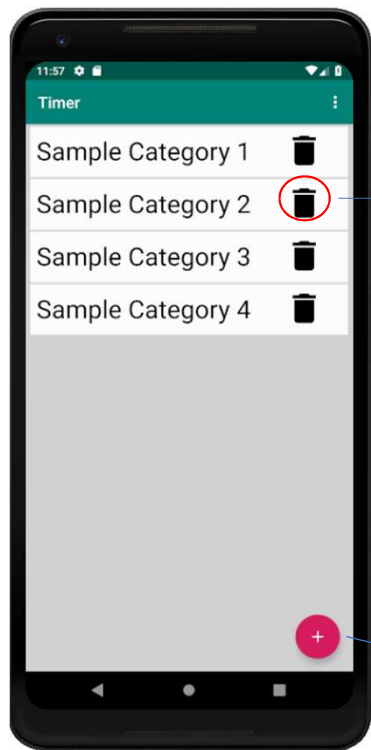 11:57
Timer
Sample Category 1
Sample Category 2
Sample Category 3
Sample Category 4
+